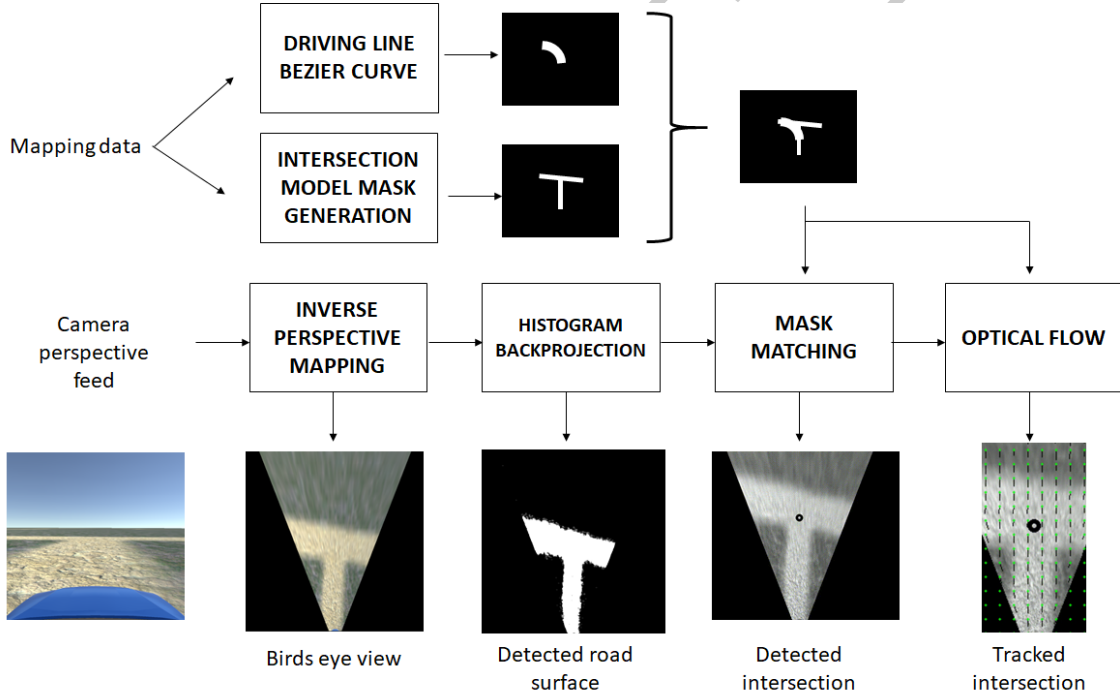 DRIVING LINE
BEZIER CURVE
Mapping data
INTERSECTION
MODEL MASK
GENERATION
Camera
perspective
feed
INVERSE
PERSPECTIVE
MAPPING
HISTOGRAM
BACKPROJECTION
MASK
MATCHING
OPTICAL FLOW
Birds eye view
Detected road
surface
Detected
intersection
Tracked
intersection